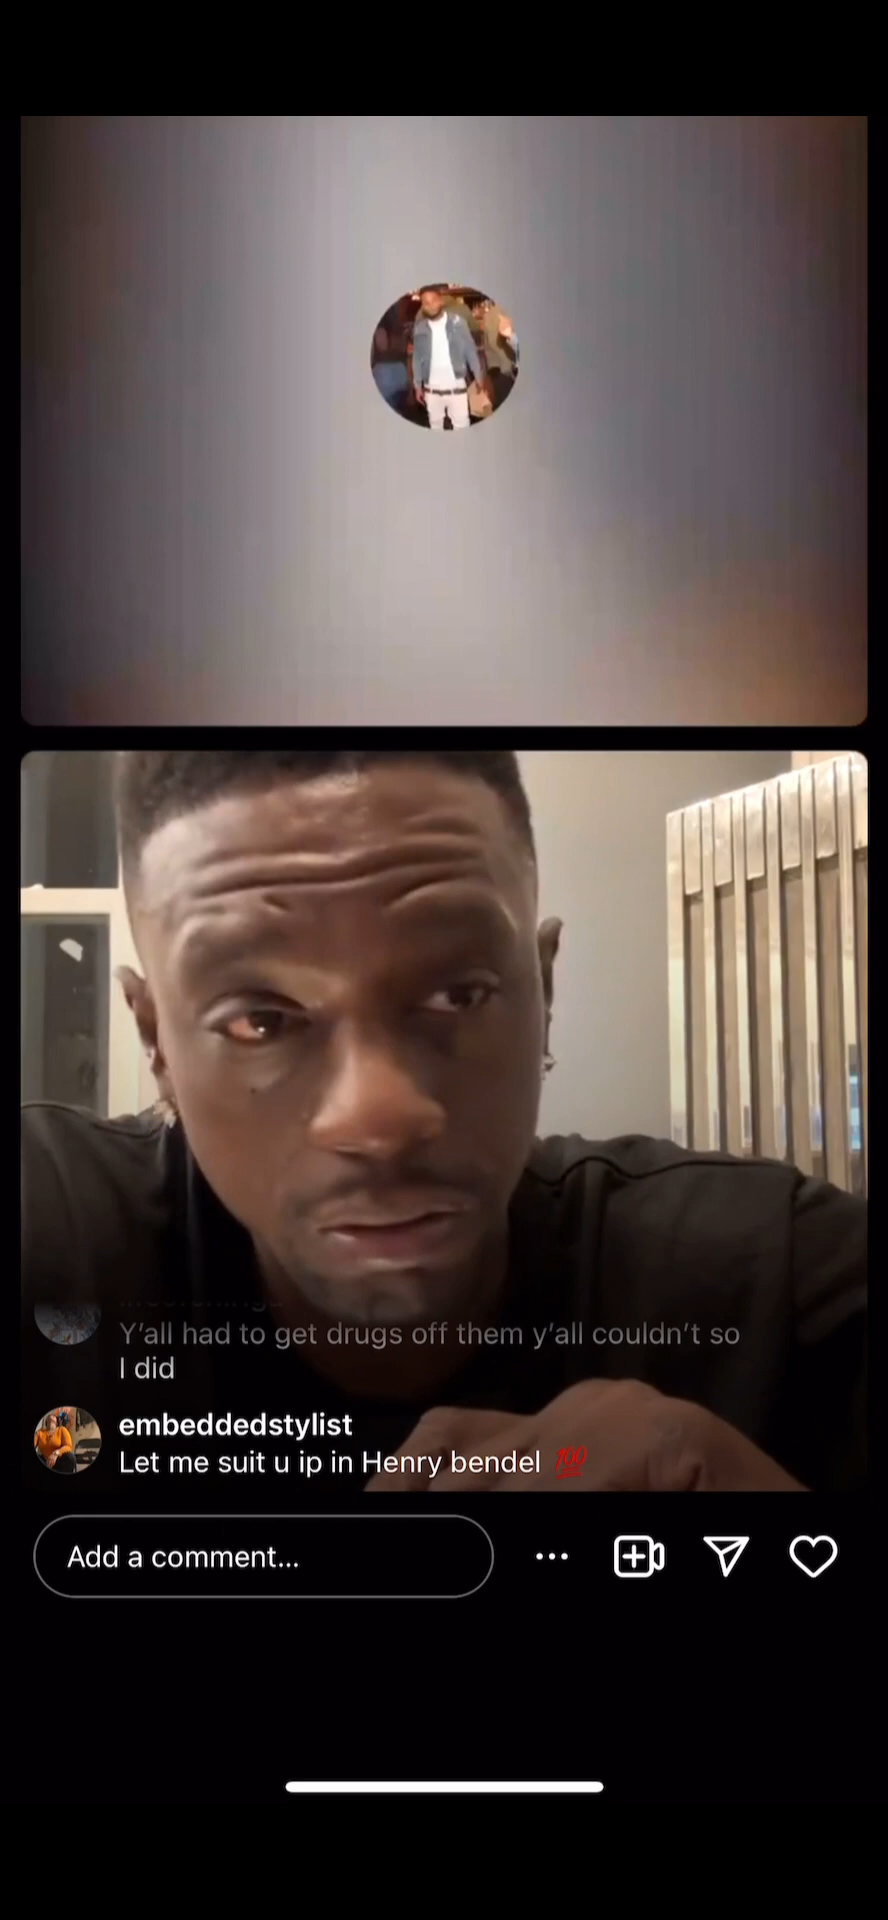 Y'all had to get drugs off them y'all couldn't so
I did
embeddedstylist
Let me suit u ip in Henry bendel 💯
Add a comment...